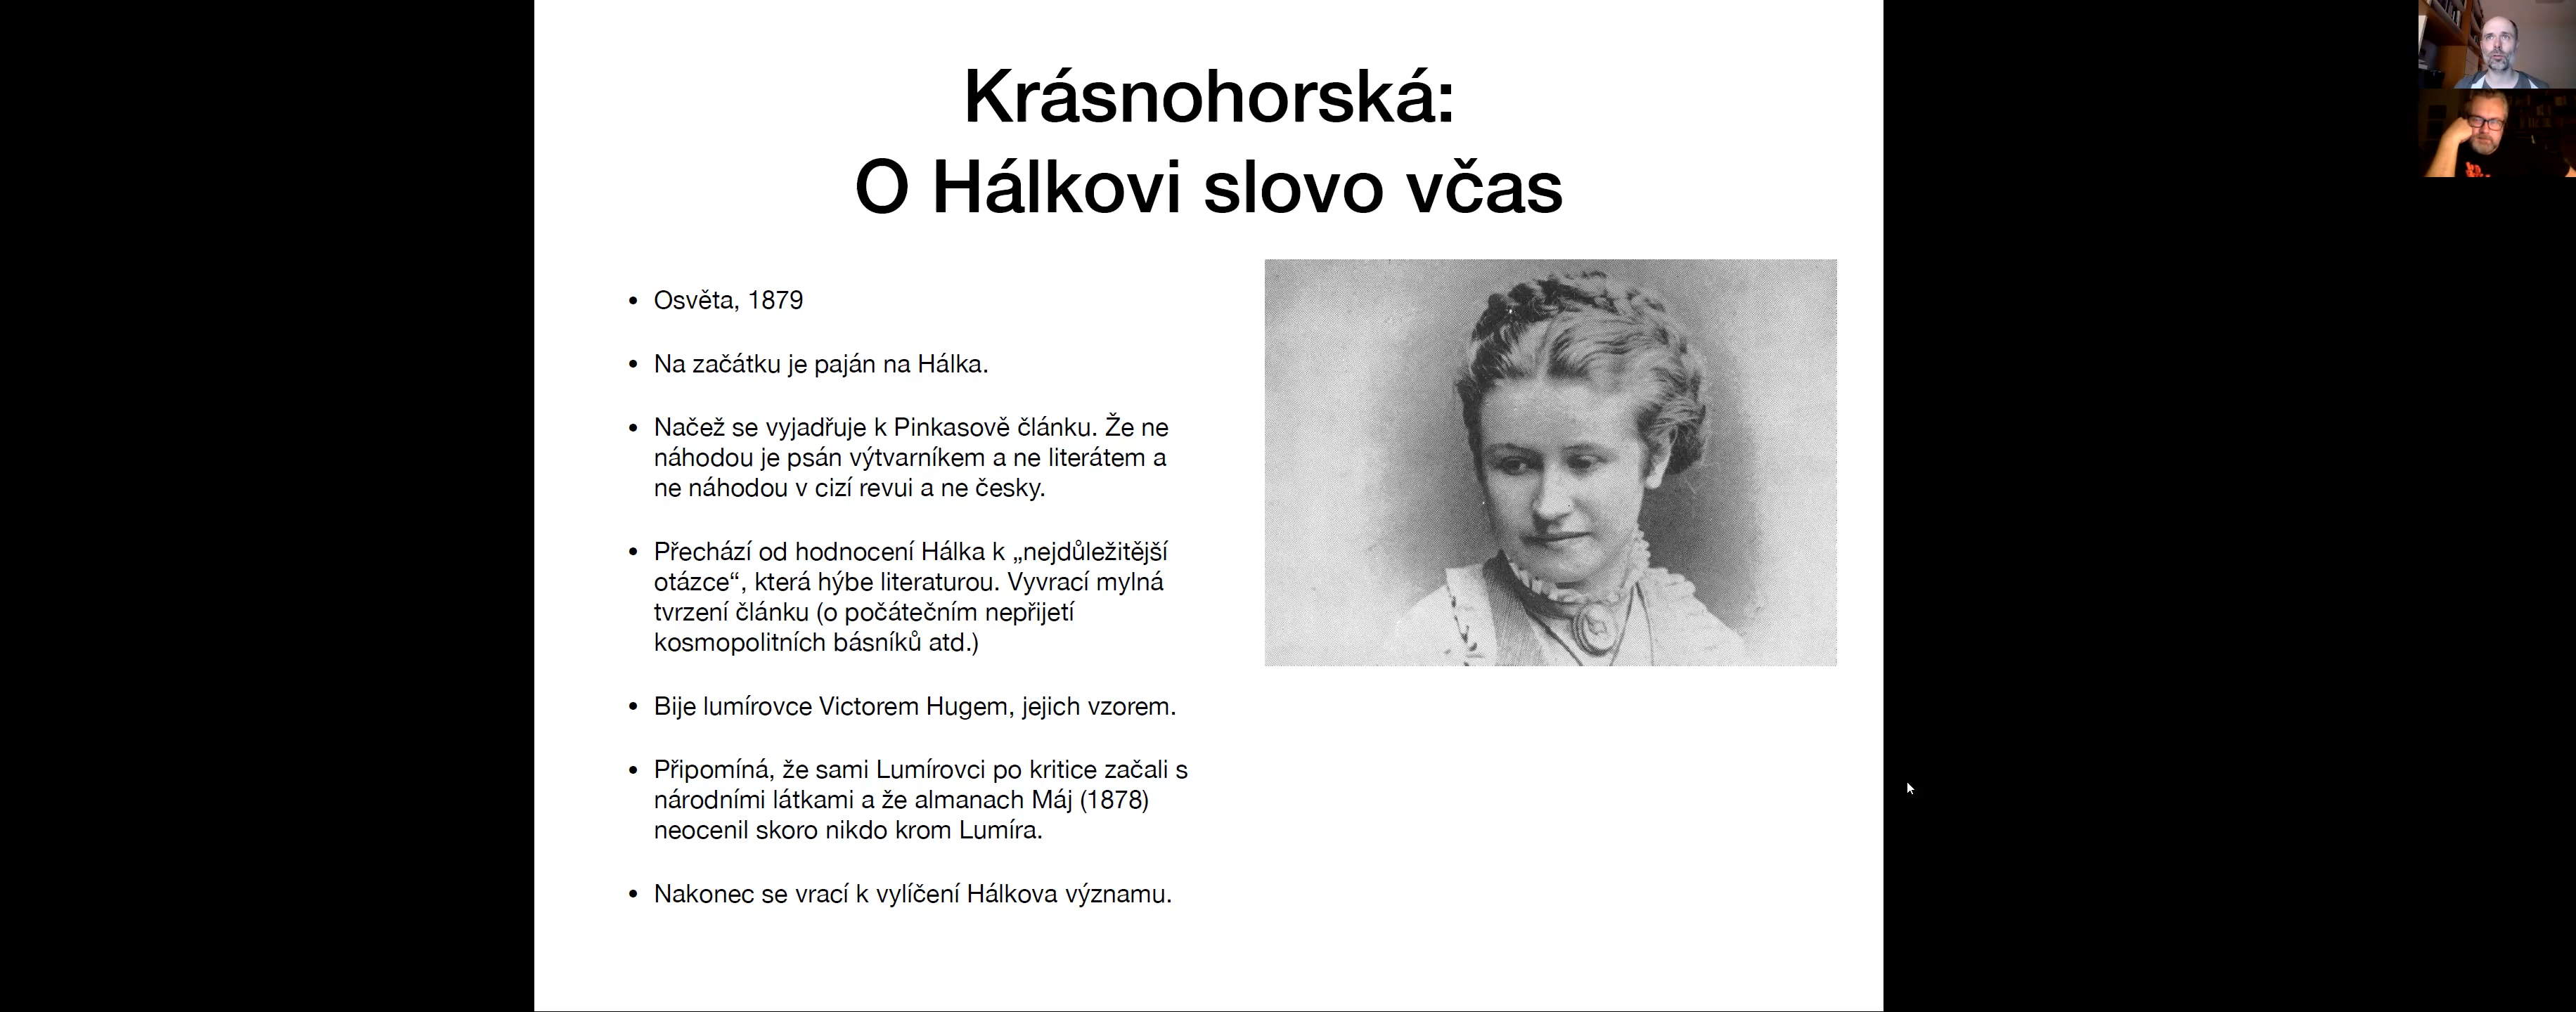 Krásnohorská:
O Hálkovi slovo včas
• Osvěta, 1879
• Na začátku je paján na Hálka.
• Načež se vyjadřuje k Pinkasově článku. Že ne
náhodou je psán výtvarníkem a ne literátem a
ne náhodou v cizí revui a ne česky.
• Přechází od hodnocení Hálka k „nejdůležitější
otázce“, která hýbe literaturou. Vyvrací mylná
tvrzení článku (o počátečním nepřijetí
kosmopolitních básníků atd.)
• Bije lumírovce Victorem Hugem, jejich vzorem.
• Připomíná, že sami Lumírovci po kritice začali s
národními látkami a že almanach Máj (1878)
neocenil skoro nikdo krom Lumíra.
• Nakonec se vrací k vylíčení Hálkova významu.